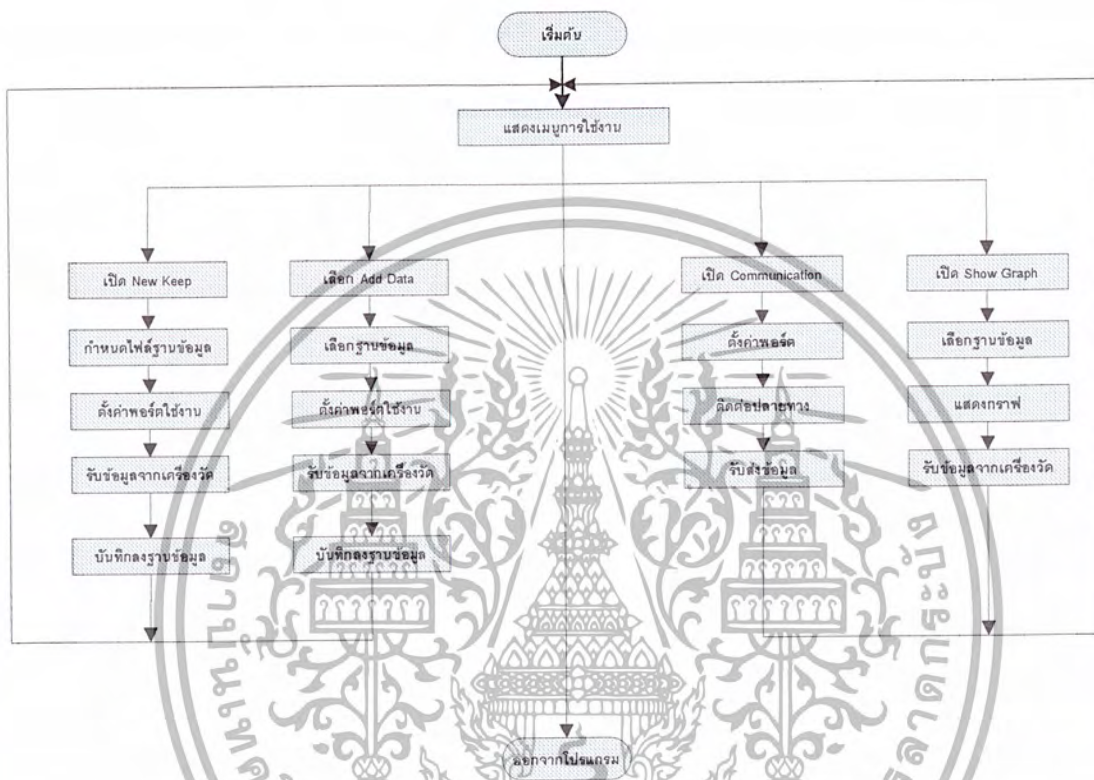 เริ่มต้น
แสดงเมนูการใช้งาน
เปิด New Keep
กำหนดไฟล์ฐานข้อมูล
ตั้งค่าพอร์ตใช้งาน
รับข้อมูลจากเครื่องวัด
บันทึกลงฐานข้อมูล
เลือก Add Data
เลือกฐานข้อมูล
ตั้งค่าพอร์ตใช้งาน
รับข้อมูลจากเครื่องวัด
บันทึกลงฐานข้อมูล
เปิด Communication
ตั้งค่าพอร์ต
ติดต่อปลายทาง
รับส่งข้อมูล
เปิด Show Graph
เลือกฐานข้อมูล
แสดงกราฟ
รับข้อมูลจากเครื่องวัด
ออกจากโปรแกรม